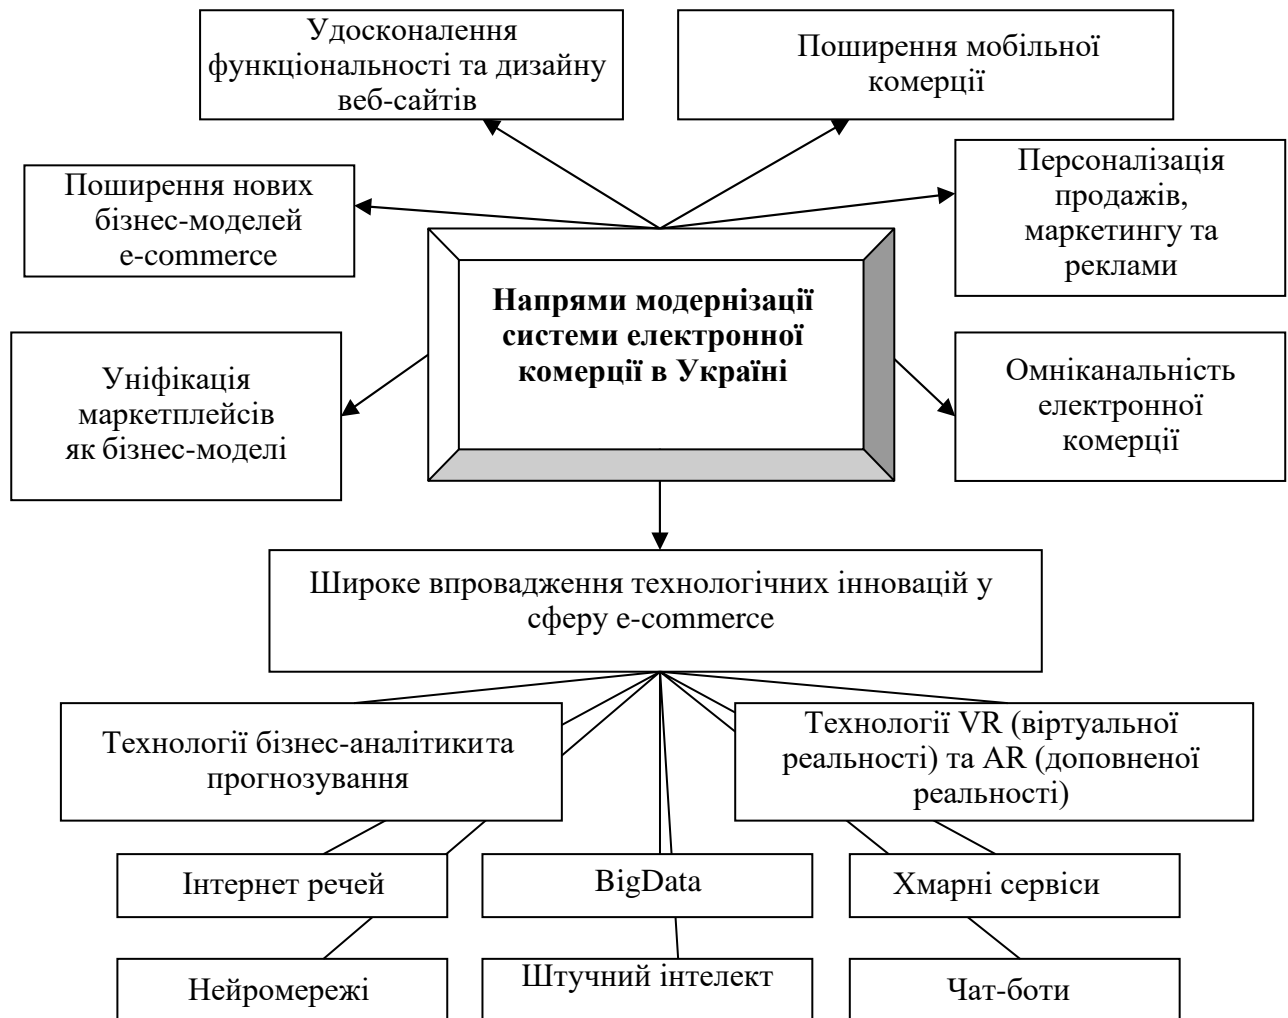 Удосконалення
функціональності та дизайну
веб-сайтів
Поширення мобільної
комерції
Поширення нових
бізнес-моделей
e-commerce
Персоналізація
продажів,
маркетингу та
реклами
Напрями модернізації
системи електронної
комерції в Україні
Уніфікація
маркетплейсів
як бізнес-моделі
Омніканальність
електронної
комерції
Широке впровадження технологічних інновацій у
сферу e-commerce
Технології бізнес-аналітикита
прогнозування
Технології VR (віртуальної
реальності) та AR (доповненої
реальності)
Інтернет речей
BigData
Хмарні сервіси
Нейромережі
Штучний інтелект
Чат-боти